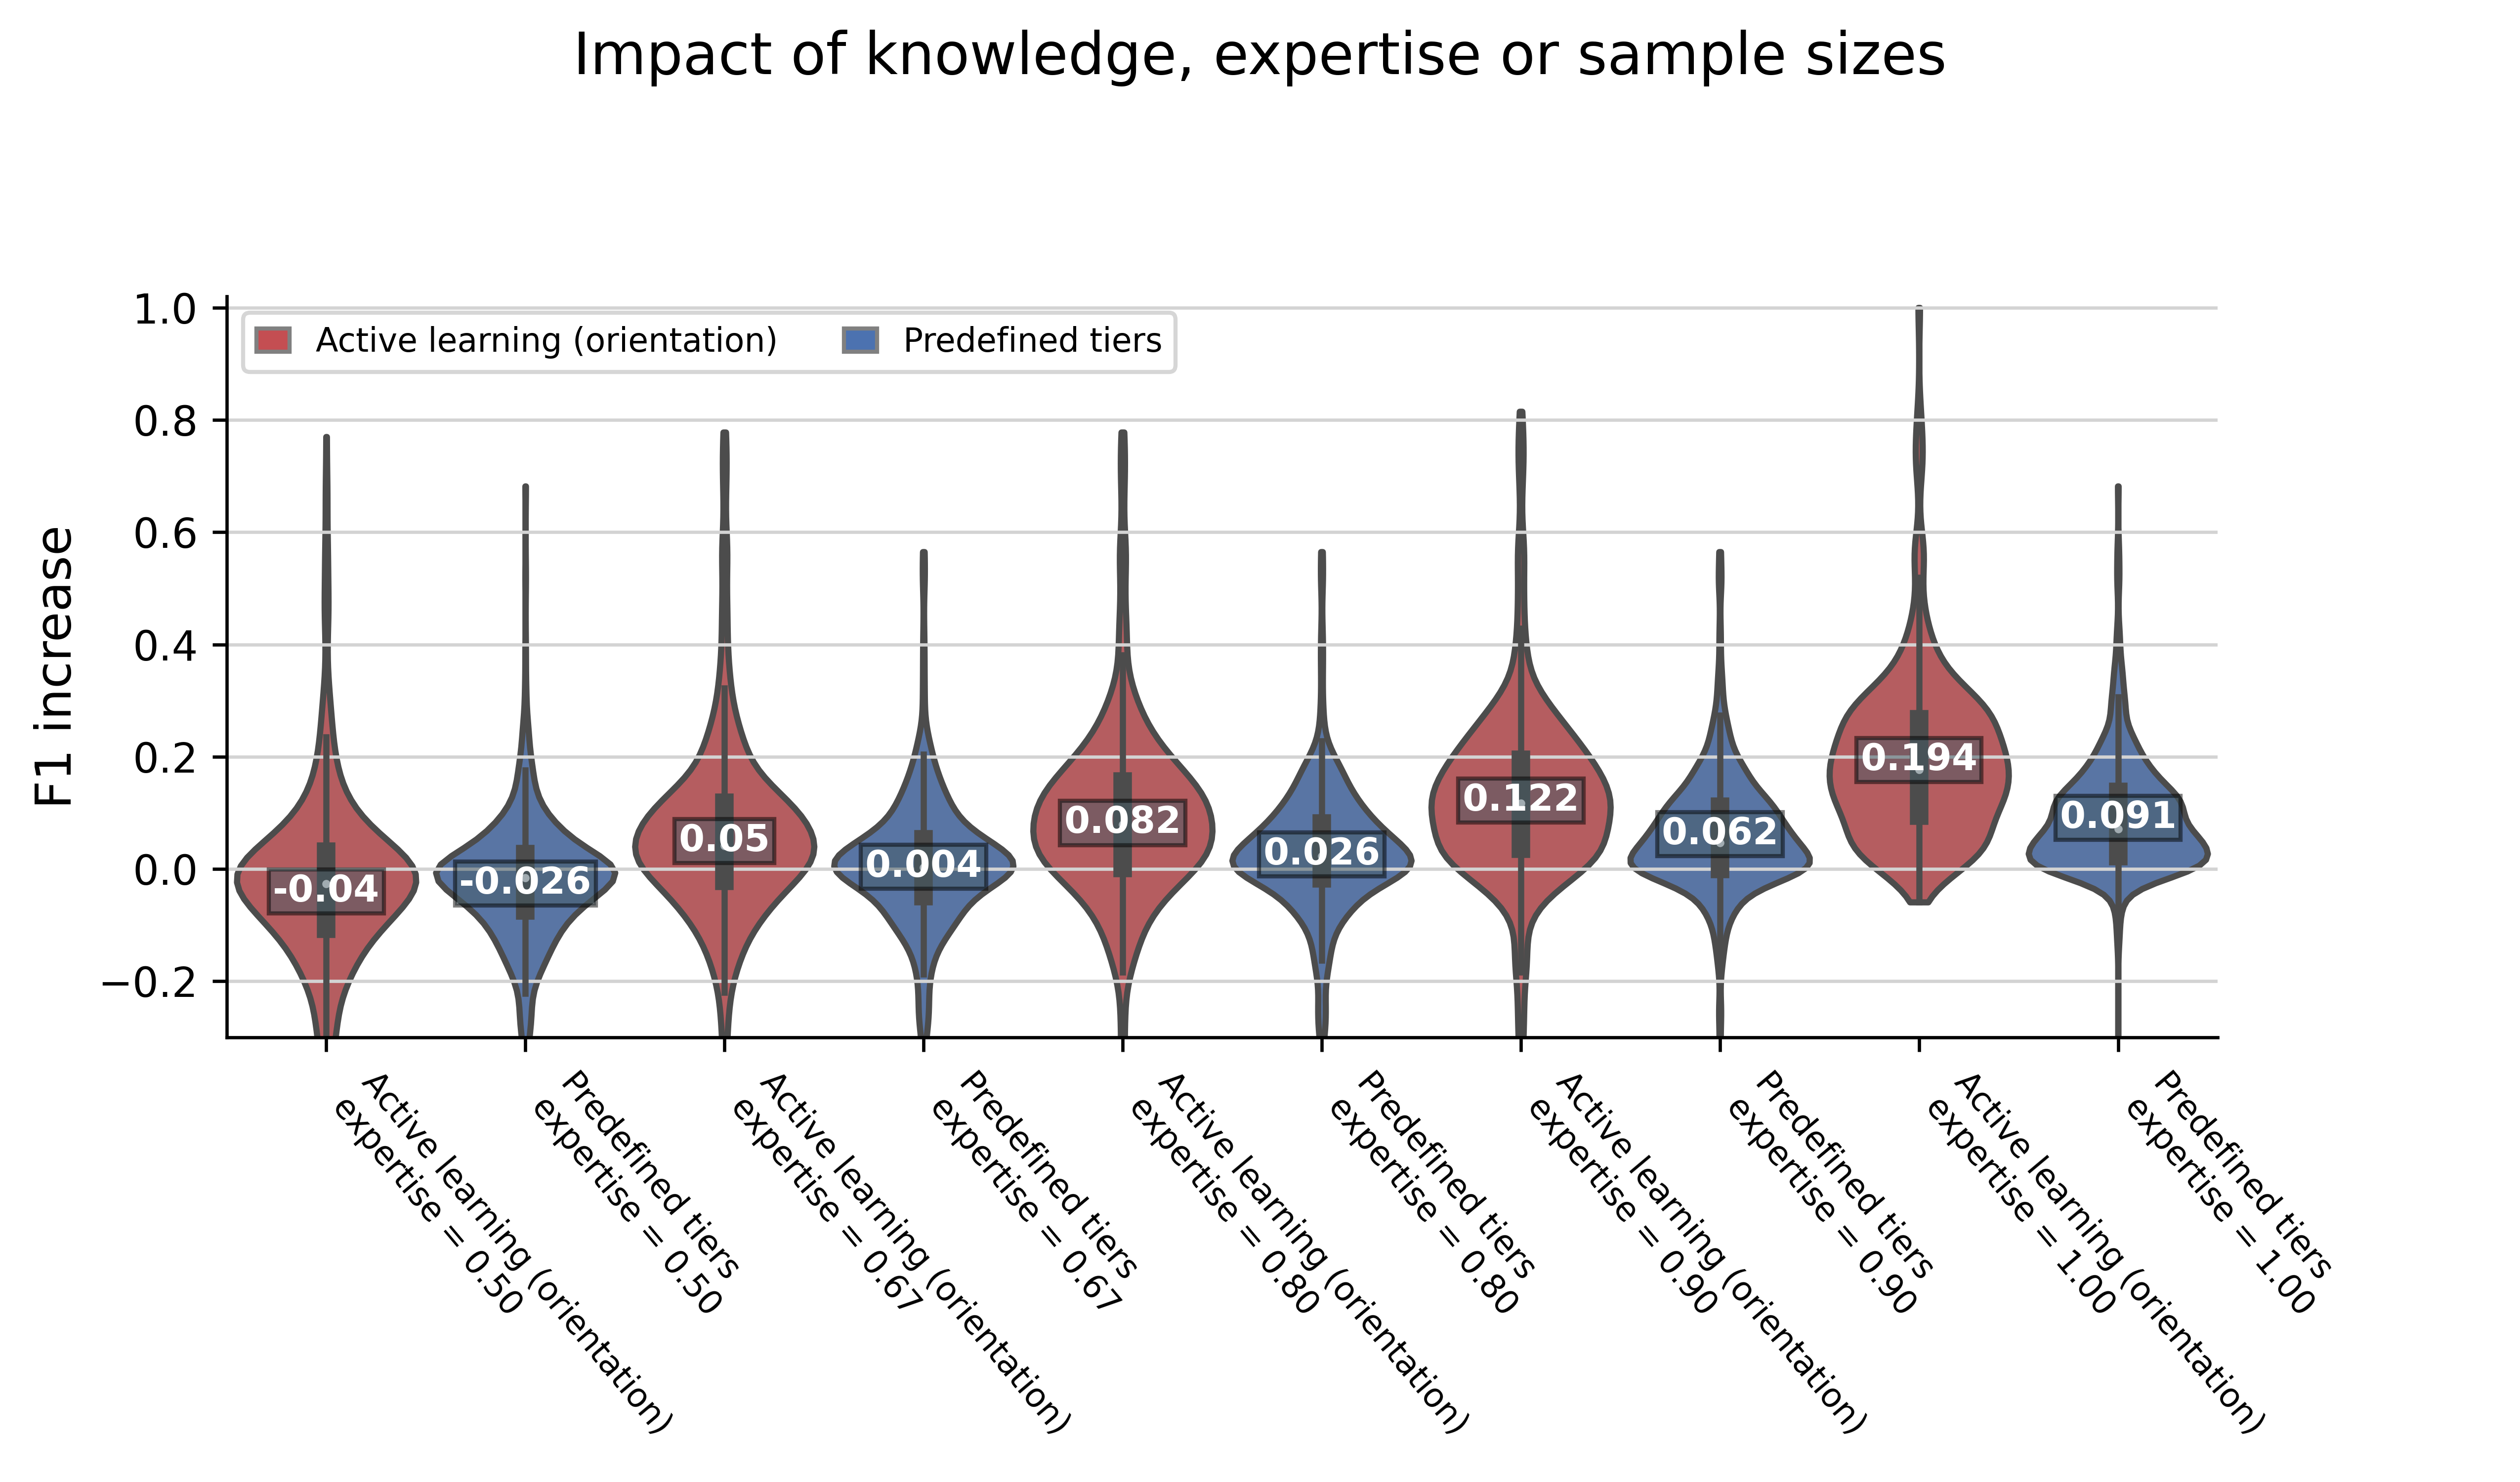 Impact of knowledge, expertise or sample sizes
F1 increase
1.0
0.8
0.6
0.4
0.2
0.0
−0.2
Active learning (orientation)
Predefined tiers
-0.04
-0.026
0.05
0.004
0.082
0.026
0.122
0.062
0.194
0.091
Active learning (orientation)
expertise = 0.50
Predefined tiers
expertise = 0.50
Active learning (orientation)
expertise = 0.67
Predefined tiers
expertise = 0.67
Active learning (orientation)
expertise = 0.80
Predefined tiers
expertise = 0.80
Active learning (orientation)
expertise = 0.90
Predefined tiers
expertise = 0.90
Active learning (orientation)
expertise = 1.00
Predefined tiers
expertise = 1.00